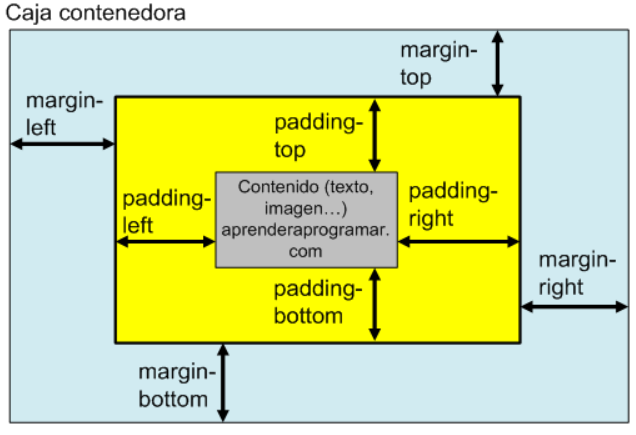 Caja contenedora
margin-
top
margin-
left
padding-
top
Contenido (texto,
imagen…)
aprenderaprogramar.
com
padding-
left
padding-
right
padding-
bottom
margin-
right
margin-
bottom